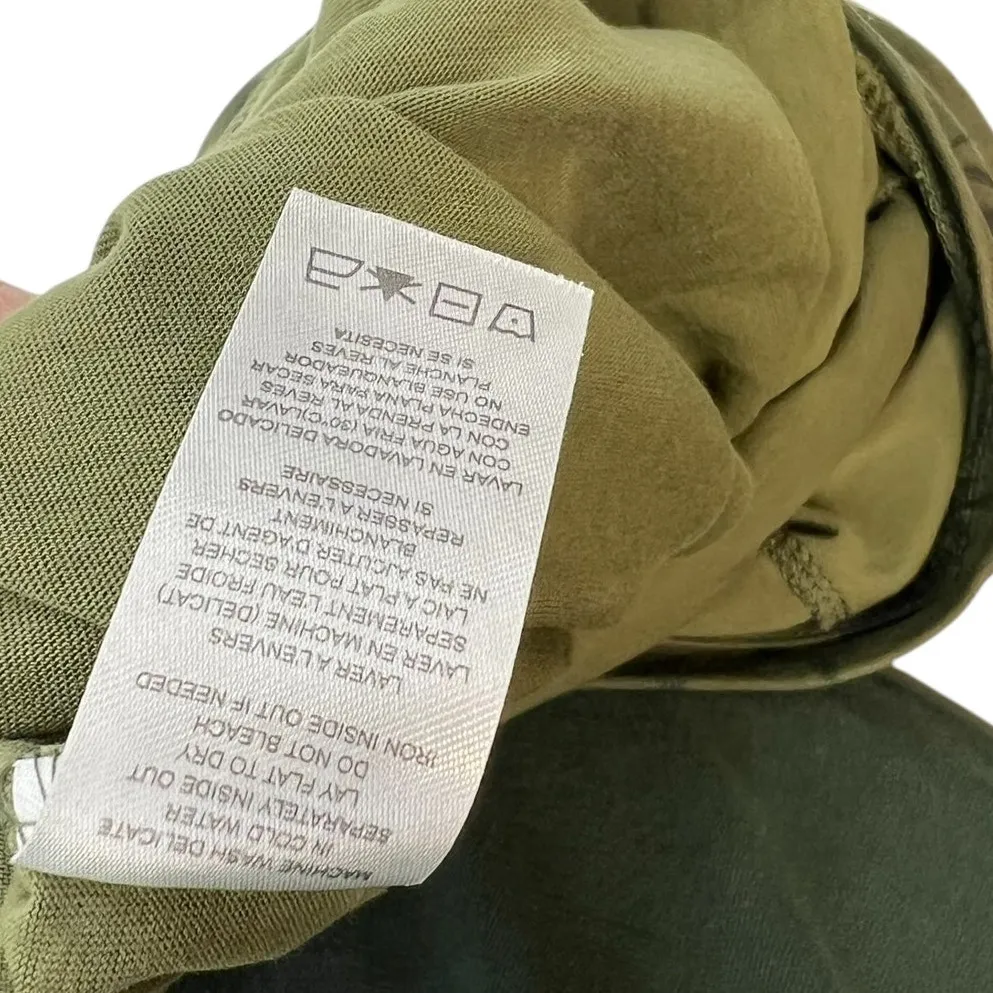 MACHINE WASH DELICATE
IN COLD WATER
SEPARATELY INSIDE OUT
LAY FLAT TO DRY
DO NOT BLEACH
IRON INSIDE OUT IF NEEDED
LAVER A L'ENVERS
LAVER EN MACHINE (DELICAT)
SEPAREMENT L'EAU FROIDE
LAIC A PLAT POUR SECHER
NE PAS AJCUTER D'AGENT DE
BLANCHIMENT
REPASSER A L'ENVERS
SI NECESSAIRE
LAVAR EN LAVADORA DELICADO
CON AGUA FRIA (30°C)LAVAR
CON LA PRENDA AL REVES
ENDECHA PLANA PARA SECAR
NO USE BLANQUEADOR
PLANCHE AL REVES
SI SE NECESITA